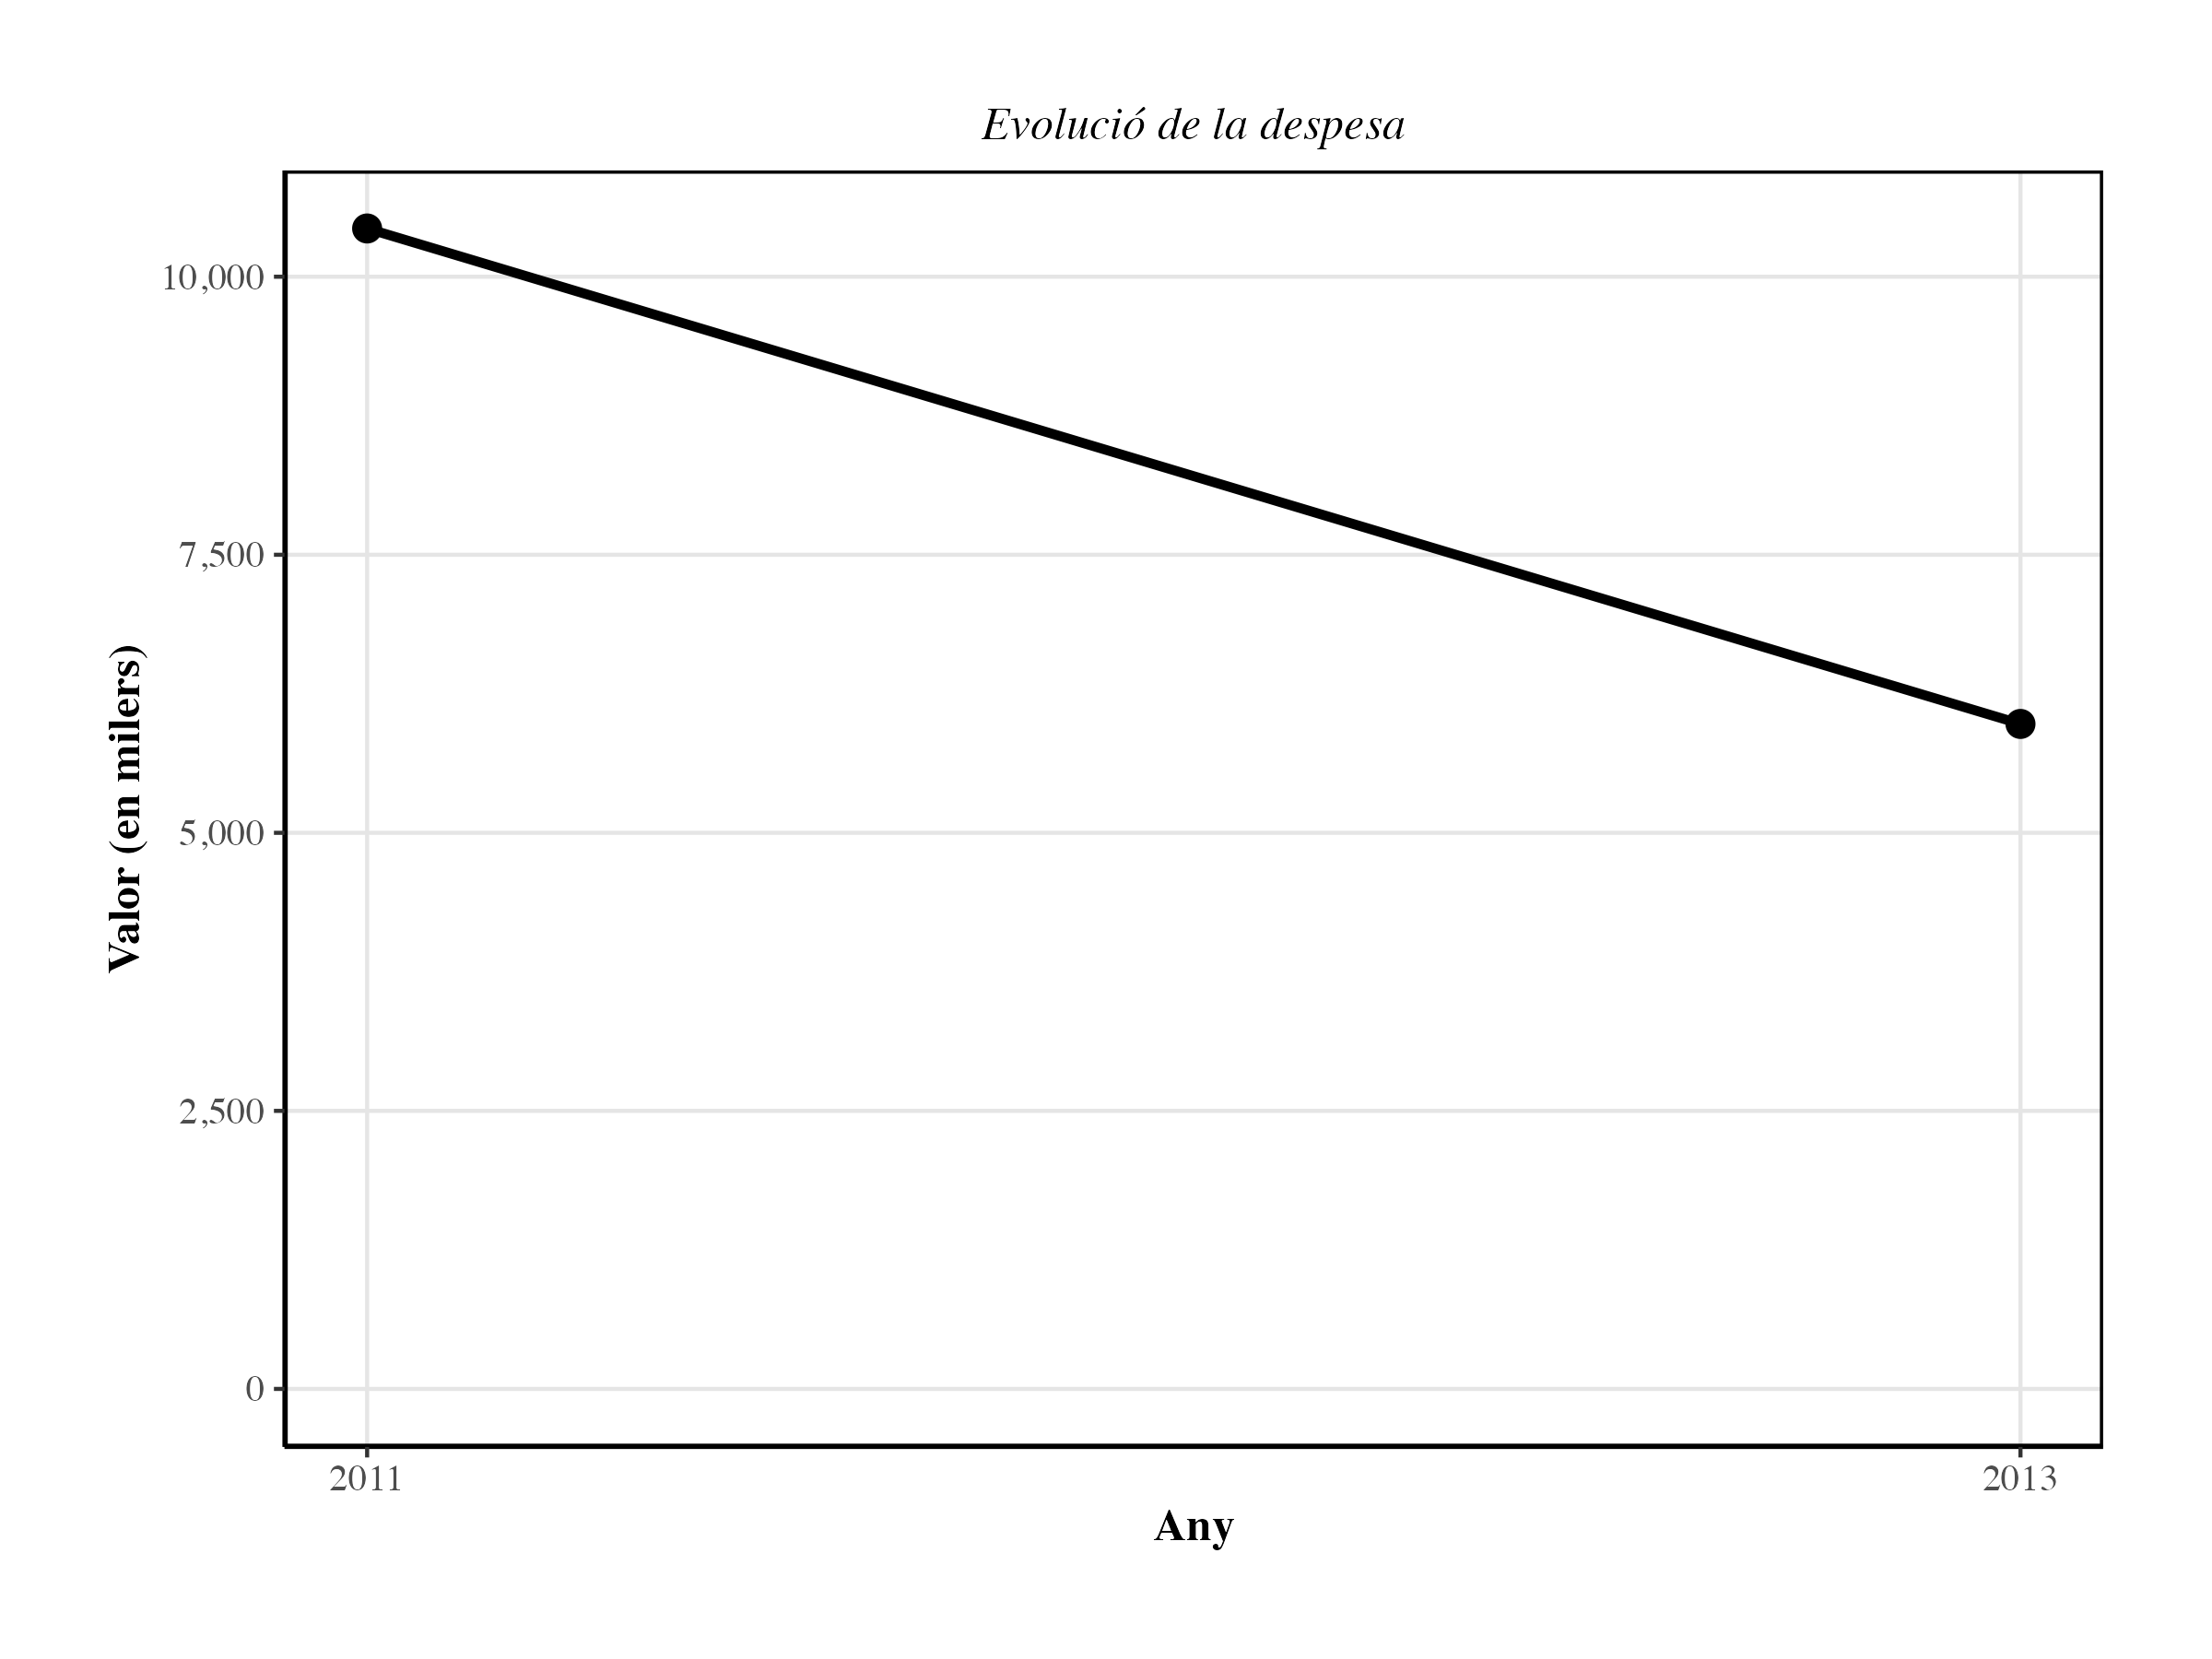 Evolució de la despesa
Valor (en milers)
10,000
7,500
5,000
2,500
0
2011
2013
Any